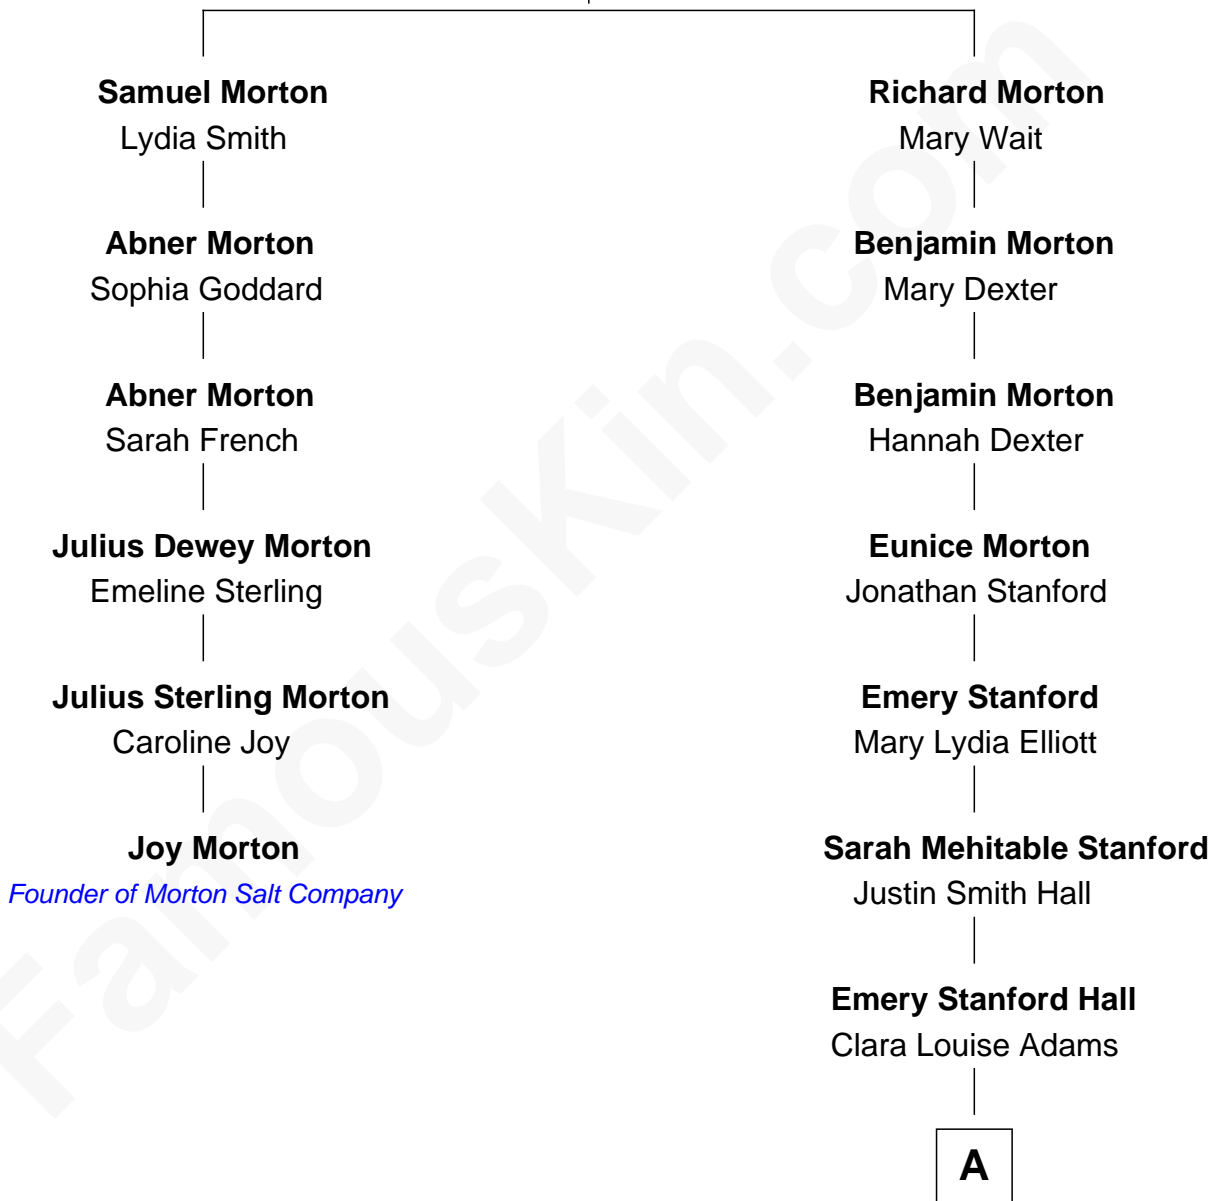 Samuel Morton
Lydia Smith
Abner Morton
Sophia Goddard
Abner Morton
Sarah French
Julius Dewey Morton
Emeline Sterling
Julius Sterling Morton
Caroline Joy
Joy Morton
Founder of Morton Salt Company
Richard Morton
Mary Wait
Benjamin Morton
Mary Dexter
Benjamin Morton
Hannah Dexter
Eunice Morton
Jonathan Stanford
Emery Stanford
Mary Lydia Elliott
Sarah Mehitable Stanford
Justin Smith Hall
Emery Stanford Hall
Clara Louise Adams
A
FamousKin.com